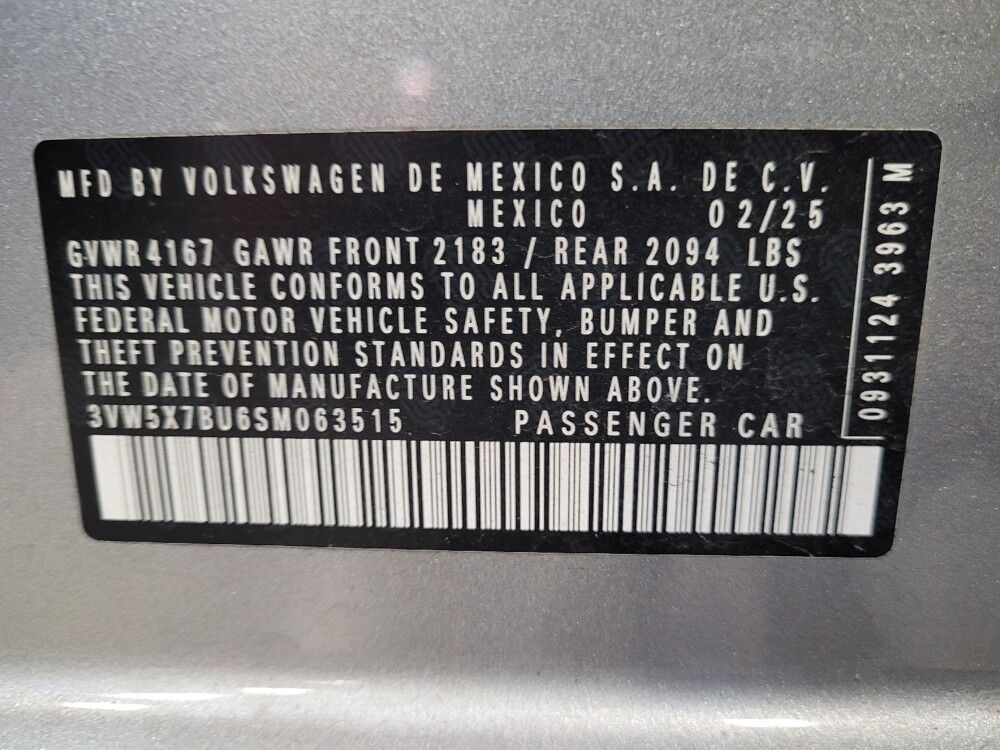 MFD BY VOLKSWAGEN DE MEXICO S.A. DE C.V.
MEXICO 02/25
GVWR 4167 GAWR FRONT 2183 / REAR 2094 LBS
THIS VEHICLE CONFORMS TO ALL APPLICABLE U.S.
FEDERAL MOTOR VEHICLE SAFETY, BUMPER AND
THEFT PREVENTION STANDARDS IN EFFECT ON
THE DATE OF MANUFACTURE SHOWN ABOVE.
3VW5X7BU6SM063515 PASSENGER CAR
0931124 3963 M